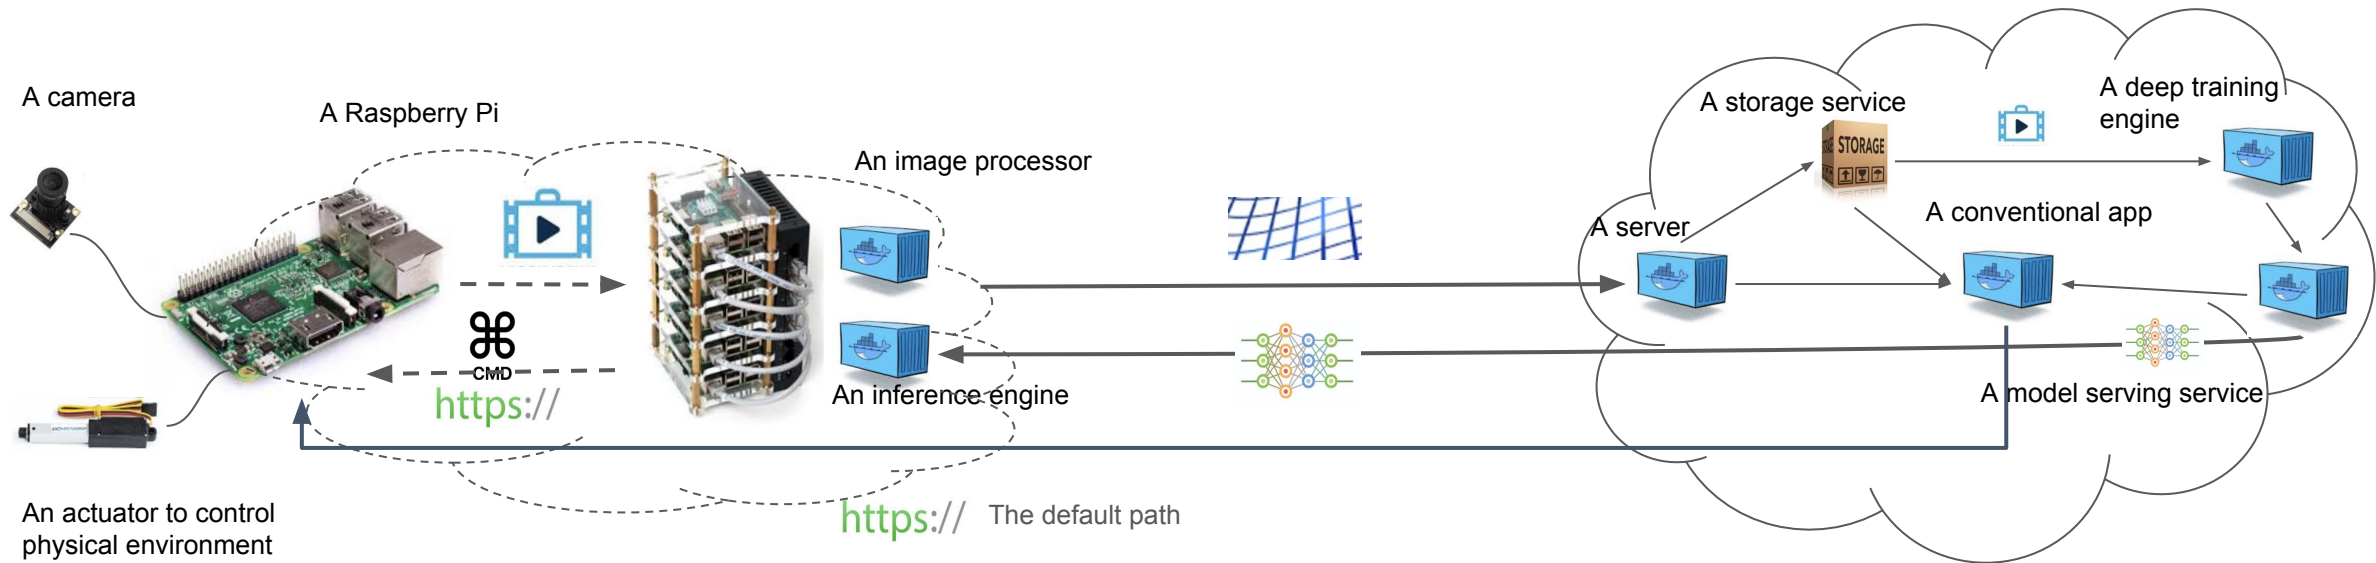 A camera
A Raspberry Pi
An image processor
A storage service
STORAGE
A deep training
engine
A server
A conventional app
CMD
https://
An inference engine
A model serving service
An actuator to control
physical environment
https://
The default path